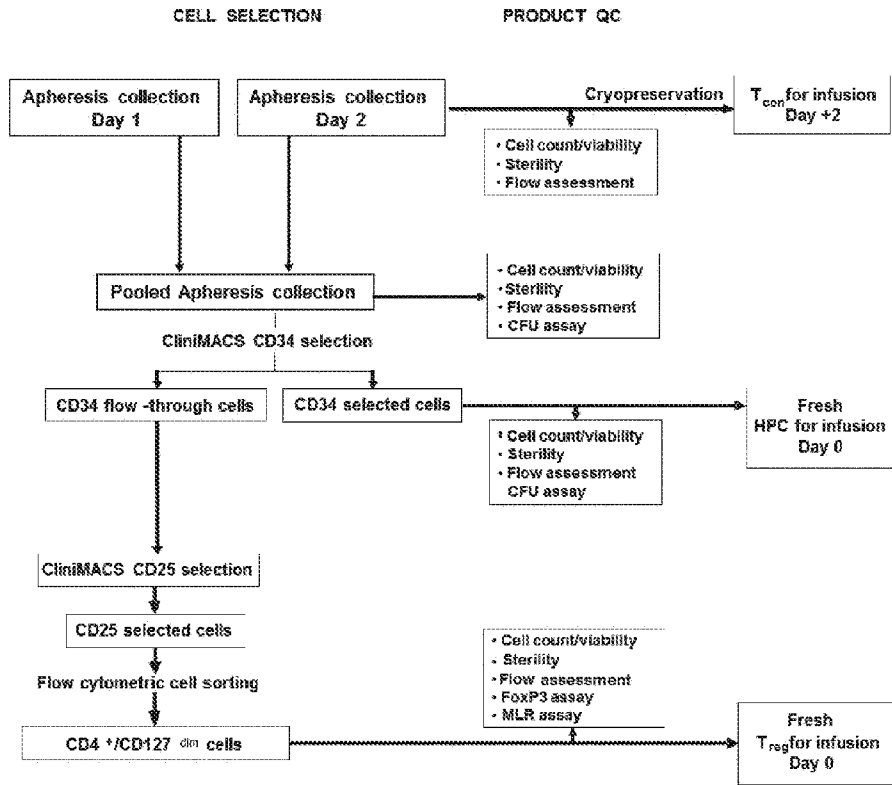 CELL SELECTION
PRODUCT QC
Apheresis collection
Day 1
Apheresis collection
Day 2
Cryopreservation
T con for infusion
Day +2
• Cell count/viability
• Sterility
• Flow assessment
Pooled Apheresis collection
• Cell count/viability
• Sterility
• Flow assessment
• CFU assay
CliniMACS CD34 selection
CD34 flow -through cells
CD34 selected cells
Fresh
HPC for infusion
Day 0
• Cell count/viability
• Sterility
• Flow assessment
CFU assay
CliniMACS CD25 selection
CD25 selected cells
Flow cytometric cell sorting
• Cell count/viability
• Sterility
• Flow assessment
• FoxP3 assay
• MLR assay
CD4 +/CD127 dim cells
Fresh
T reg for infusion
Day 0